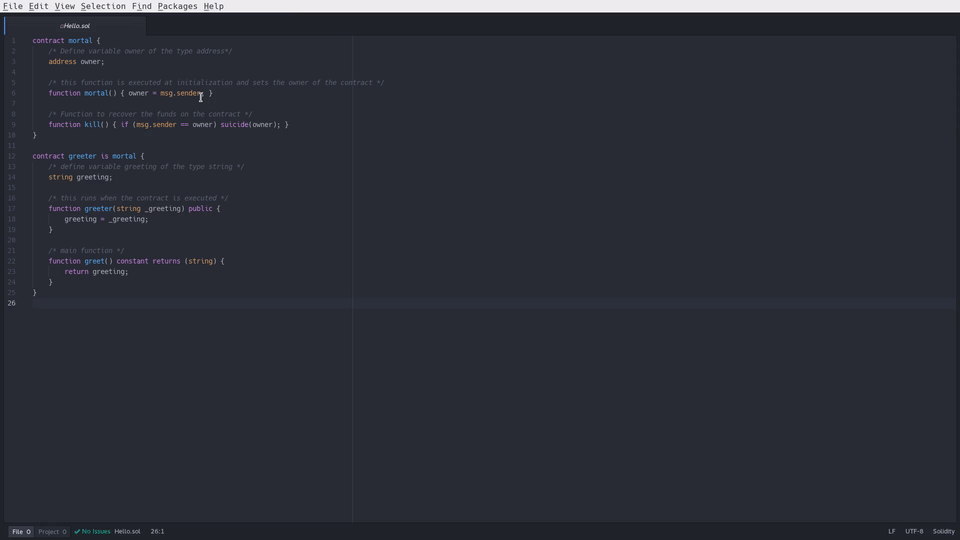 File Edit View Selection Find Packages Help
Hello.sol
1 contract mortal {
2 /* Define variable owner of the type address*/
3 address owner;
4
5 /* this function is executed at initialization and sets the owner of the contract */
6 function mortal() { owner = msg.sender; }
7
8 /* Function to recover the funds on the contract */
9 function kill() { if (msg.sender == owner) suicide(owner); }
10 }
11
12 contract greeter is mortal {
13 /* define variable greeting of the type string */
14 string greeting;
15
16 /* this runs when the contract is executed */
17 function greeter(string _greeting) public {
18 greeting = _greeting;
19 }
20
21 /* main function */
22 function greet() constant returns (string) {
23 return greeting;
24 }
25 }
26
File 0 Project 0 No Issues Hello.sol 26:1 LF UTF-8 Solidity